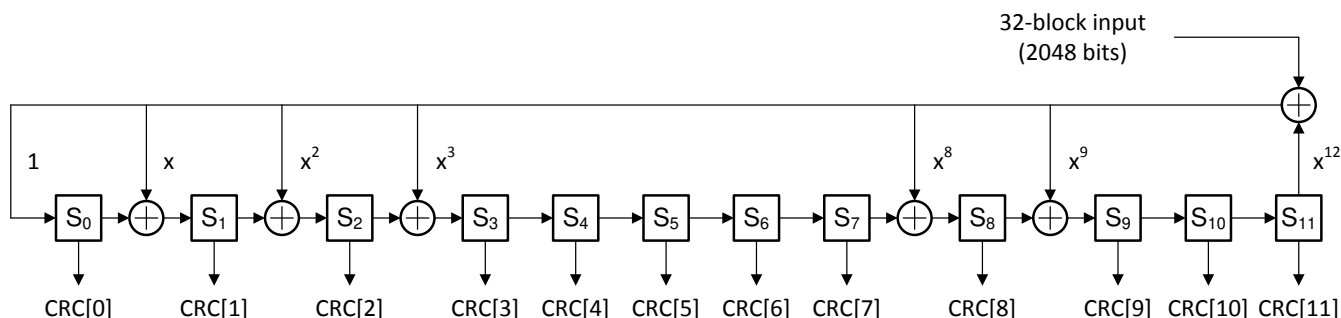 32-block input
(2048 bits)
1 x x² x³ x⁸ x⁹ x¹²
S₀ S₁ S₂ S₃ S₄ S₅ S₆ S₇ S₈ S₉ S₁₀ S₁₁
CRC[0] CRC[1] CRC[2] CRC[3] CRC[4] CRC[5] CRC[6] CRC[7] CRC[8] CRC[9] CRC[10] CRC[11]